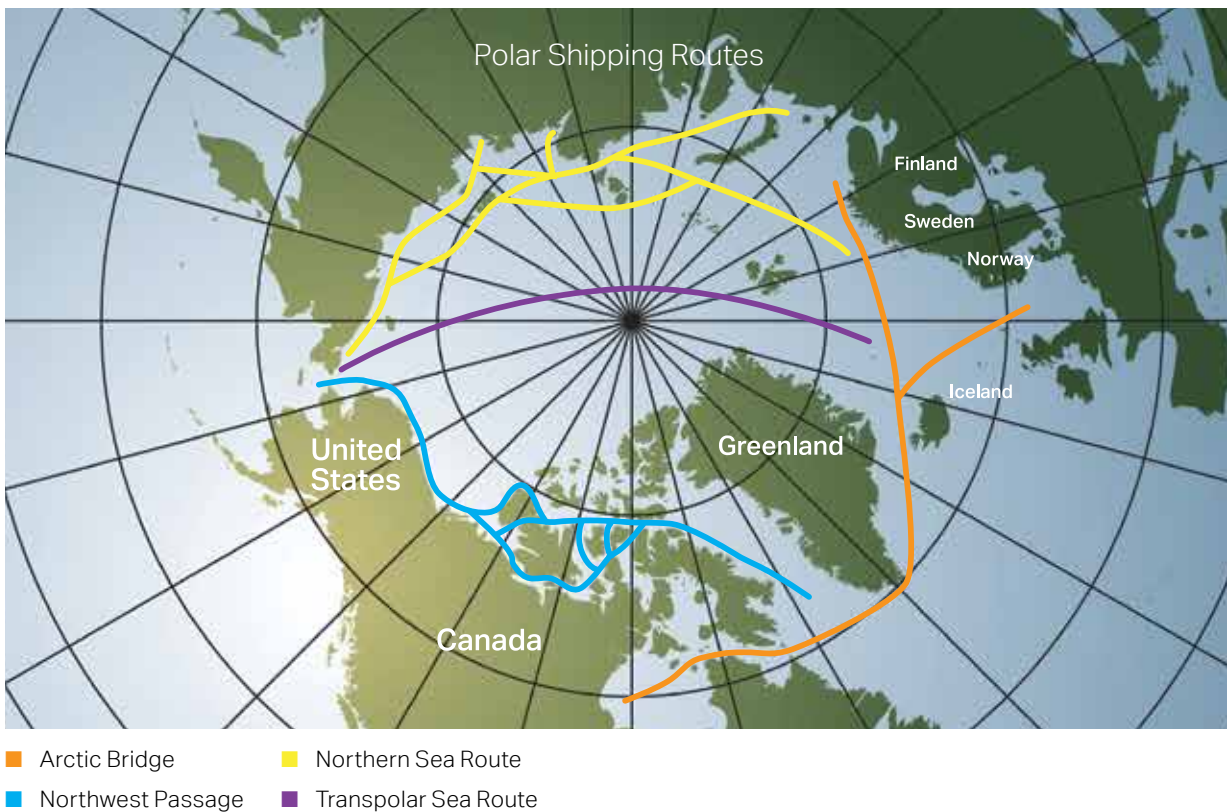 Polar Shipping Routes
Finland
Sweden
Norway
Iceland
United
States
Greenland
Canada
Arctic Bridge
Northern Sea Route
Northwest Passage
Transpolar Sea Route